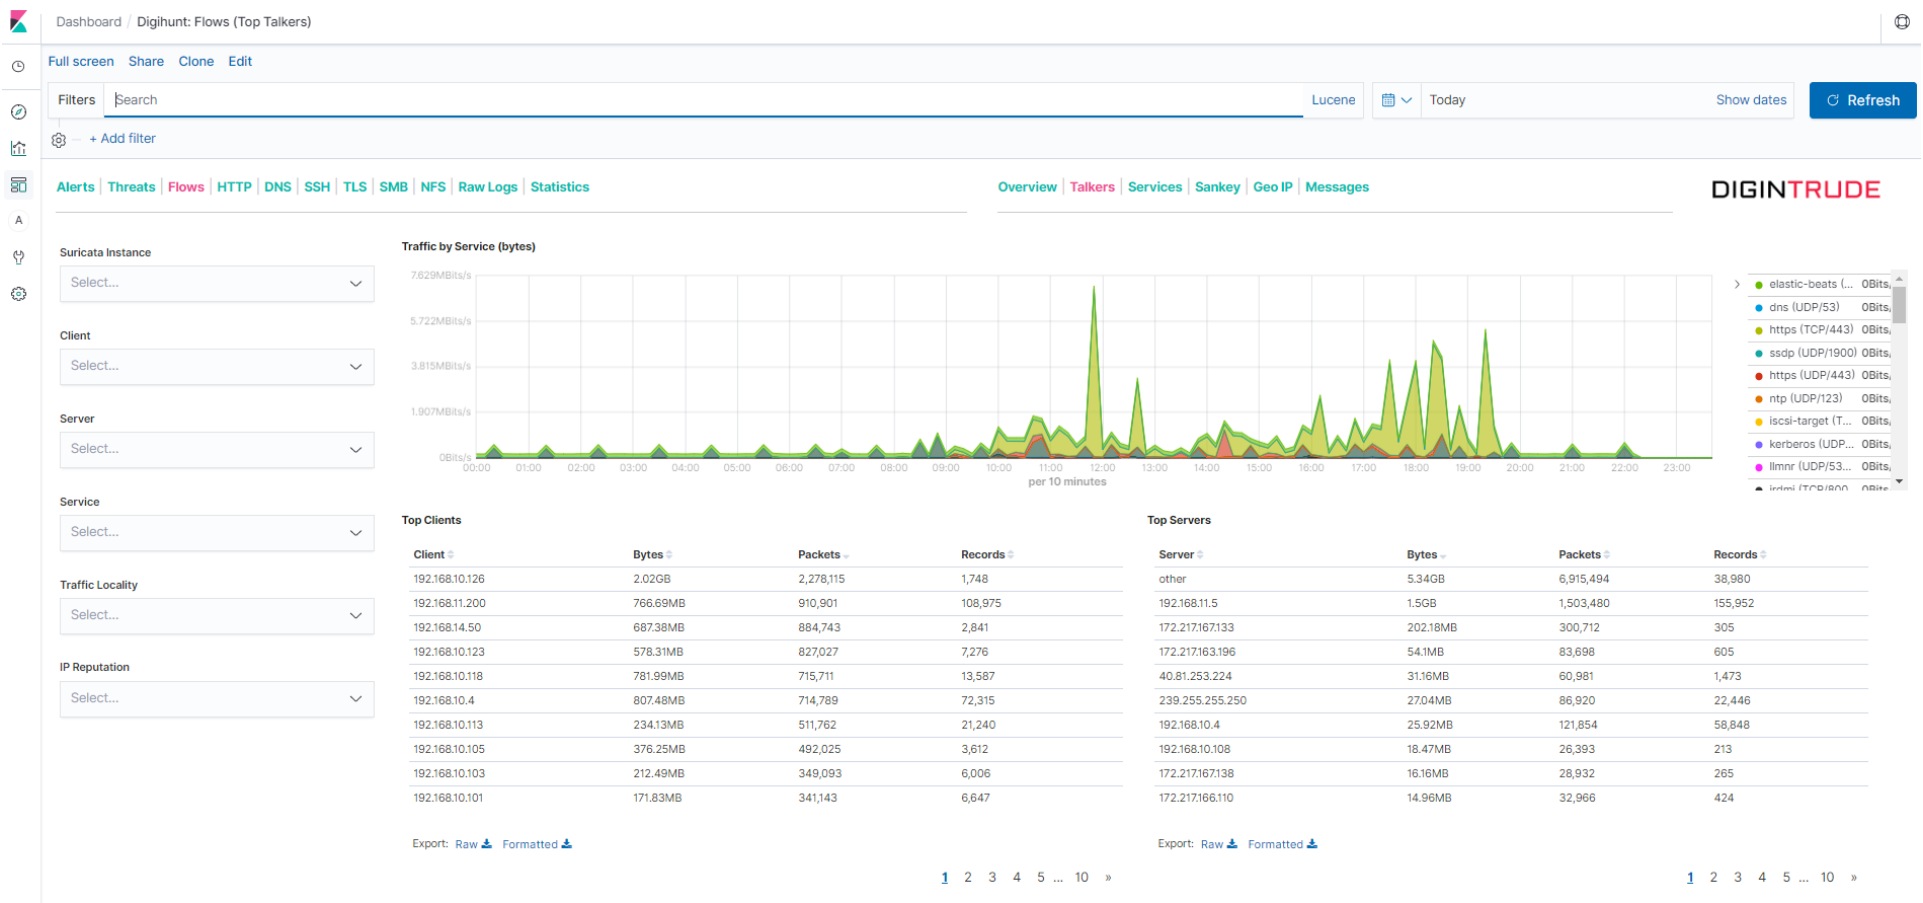 Dashboard / Digihunt: Flows (Top Talkers)
Full screen Share Clone Edit
Filters Search Lucene Today Show dates Refresh
+ Add filter
Alerts | Threats | Flows | HTTP | DNS | SSH | TLS | SMB | NFS | Raw Logs | Statistics
Overview | Talkers | Services | Sankey | Geo IP | Messages
DIGINTRUDE
A
Suricata Instance
Select...
Client
Select...
Server
Select...
Service
Select...
Traffic Locality
Select...
IP Reputation
Select...
Traffic by Service (bytes)
7.629MBits/s
5.722MBits/s
3.815MBits/s
1.907MBits/s
0Bits/s
00:00 01:00 02:00 03:00 04:00 05:00 06:00 07:00 08:00 09:00 10:00 11:00 12:00 13:00 14:00 15:00 16:00 17:00 18:00 19:00 20:00 21:00 22:00 23:00
per 10 minutes
elastic-beats (... 0Bits/
dns (UDP/53) 0Bits/
https (TCP/443) 0Bits/
ssdp (UDP/1900) 0Bits/
https (UDP/443) 0Bits/
ntp (UDP/123) 0Bits/
iscsi-target (T... 0Bits/
kerberos (UDP... 0Bits/
llmnr (UDP/53... 0Bits/
irdmi (TCP/800 0Bits
Top Clients
Client Bytes Packets Records
192.168.10.126 2.02GB 2,278,115 1,748
192.168.11.200 766.69MB 910,901 108,975
192.168.14.50 687.38MB 884,743 2,841
192.168.10.123 578.31MB 827,027 7,276
192.168.10.118 781.99MB 715,711 13,587
192.168.10.4 807.48MB 714,789 72,315
192.168.10.113 234.13MB 511,762 21,240
192.168.10.105 376.25MB 492,025 3,612
192.168.10.103 212.49MB 349,093 6,006
192.168.10.101 171.83MB 341,143 6,647
Export: Raw Formatted
1 2 3 4 5 ... 10 »
Top Servers
Server Bytes Packets Records
other 5.34GB 6,915,494 38,980
192.168.11.5 1.5GB 1,503,480 155,952
172.217.167.133 202.18MB 300,712 305
172.217.163.196 54.1MB 83,698 605
40.81.253.224 31.16MB 60,981 1,473
239.255.255.250 27.04MB 86,920 22,446
192.168.10.4 25.92MB 121,854 58,848
192.168.10.108 18.47MB 26,393 213
172.217.167.138 16.16MB 28,932 265
172.217.166.110 14.96MB 32,966 424
Export: Raw Formatted
1 2 3 4 5 ... 10 »